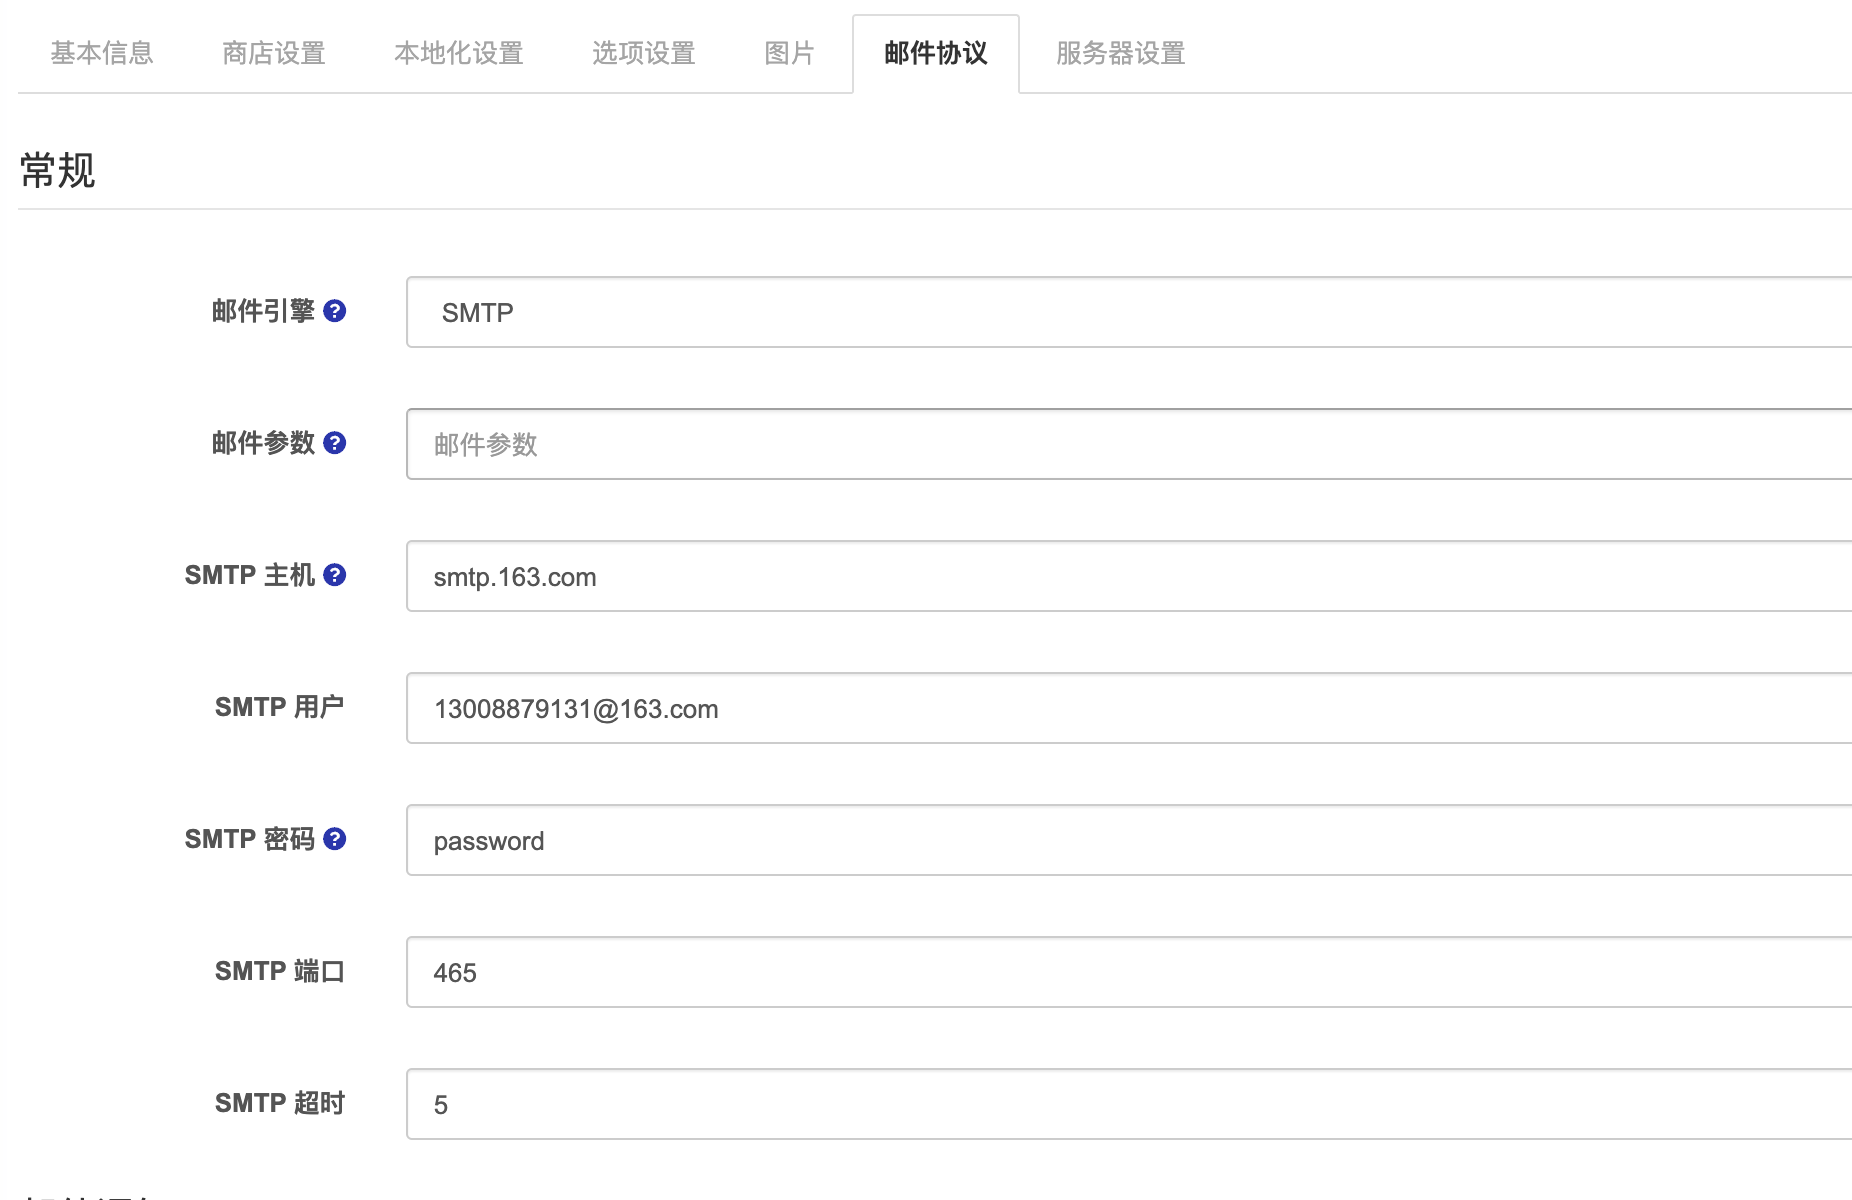 基本信息 商店设置 本地化设置 选项设置 图片 邮件协议 服务器设置
常规
邮件引擎 ? SMTP
邮件参数 ? 邮件参数
SMTP 主机 ? smtp.163.com
SMTP 用户 13008879131@163.com
SMTP 密码 ? password
SMTP 端口 465
SMTP 超时 5